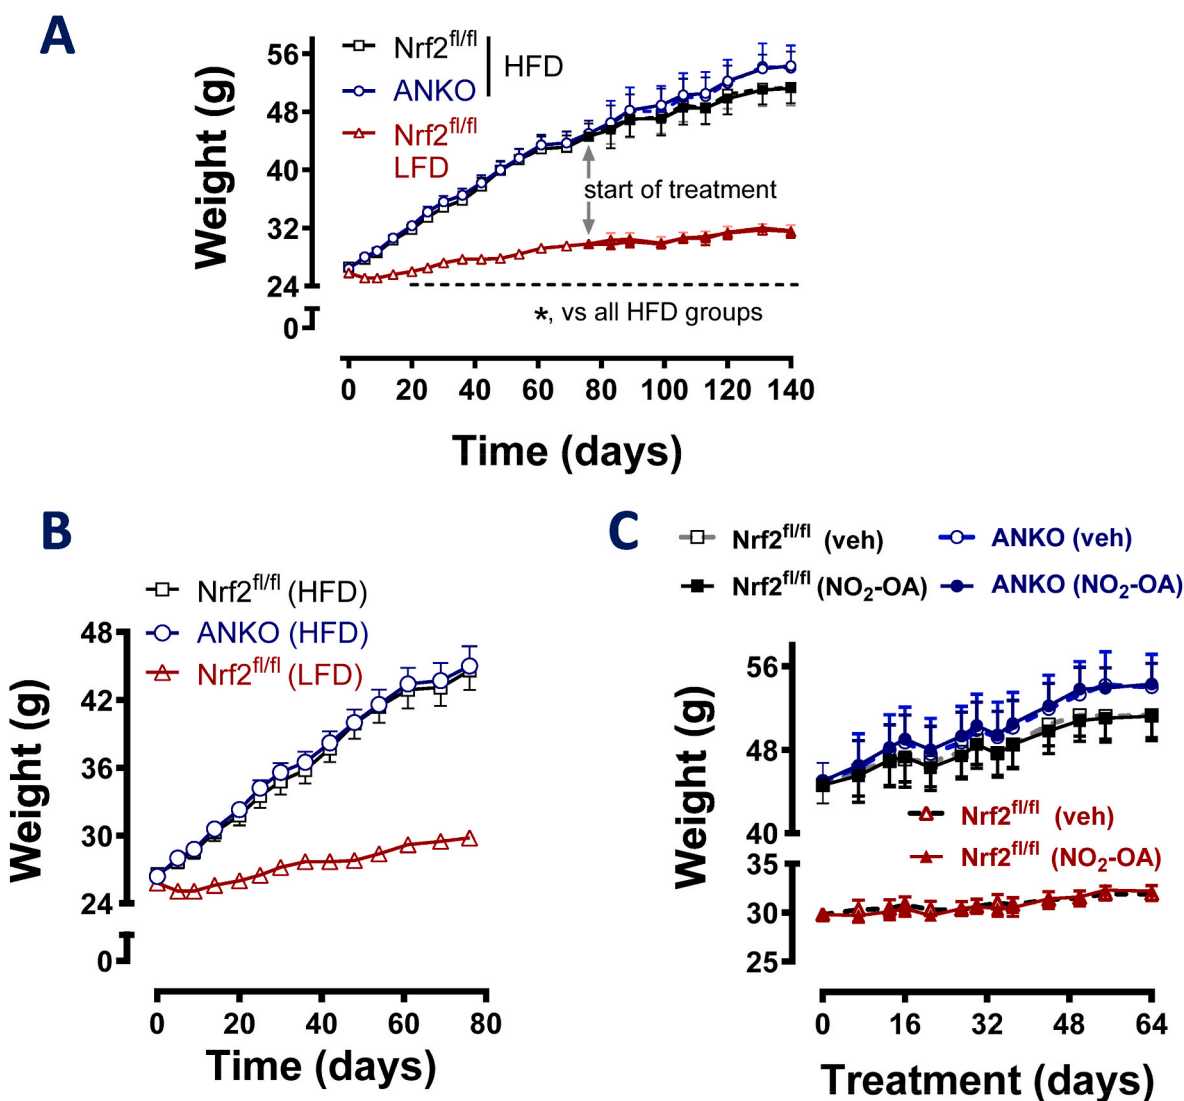 A
Nrf2fl/fl
ANKO
HFD
Nrf2fl/fl
LFD
Weight (g)
56
48
40
32
24
0
start of treatment
*, vs all HFD groups
0 20 40 60 80 100 120 140
Time (days)
B
Nrf2fl/fl (HFD)
ANKO (HFD)
Nrf2fl/fl (LFD)
Weight (g)
48
42
36
30
24
0
0 20 40 60 80
Time (days)
C
Nrf2fl/fl (veh)
ANKO (veh)
Nrf2fl/fl (NO2-OA)
ANKO (NO2-OA)
Weight (g)
56
48
40
Nrf2fl/fl (veh)
Nrf2fl/fl (NO2-OA)
35
30
25
0 16 32 48 64
Treatment (days)